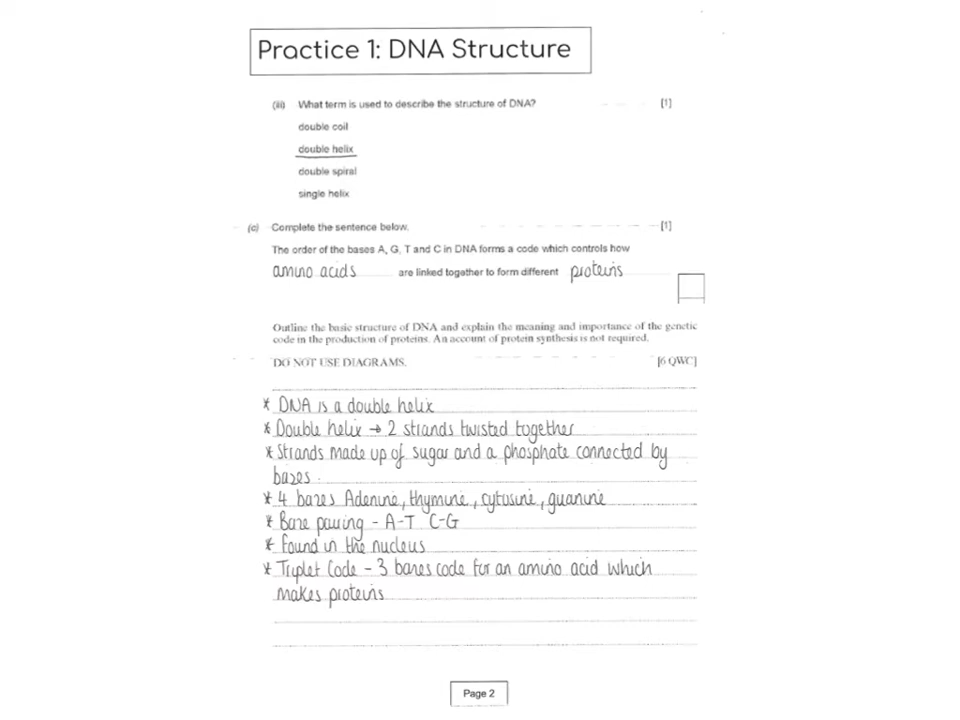 Practice 1: DNA Structure
(iii) What term is used to describe the structure of DNA? [1]
double coil
double helix
double spiral
single helix
(c) Complete the sentence below. [1]
The order of the bases A, G, T and C in DNA forms a code which controls how
amino acids are linked together to form different proteins
Outline the basic structure of DNA and explain the meaning and importance of the genetic
code in the production of proteins. An account of protein synthesis is not required.
DO NOT USE DIAGRAMS. [6 QWC]
* DNA is a double helix
* Double helix → 2 strands twisted together
* Strands made up of sugar and a phosphate connected by
bases.
* 4 bases Adenine, thymine, cytosine, guanine
* Base pairing - A-T C-G
* Found in the nucleus
* Triplet Code - 3 bases code for an amino acid which
makes proteins
Page 2